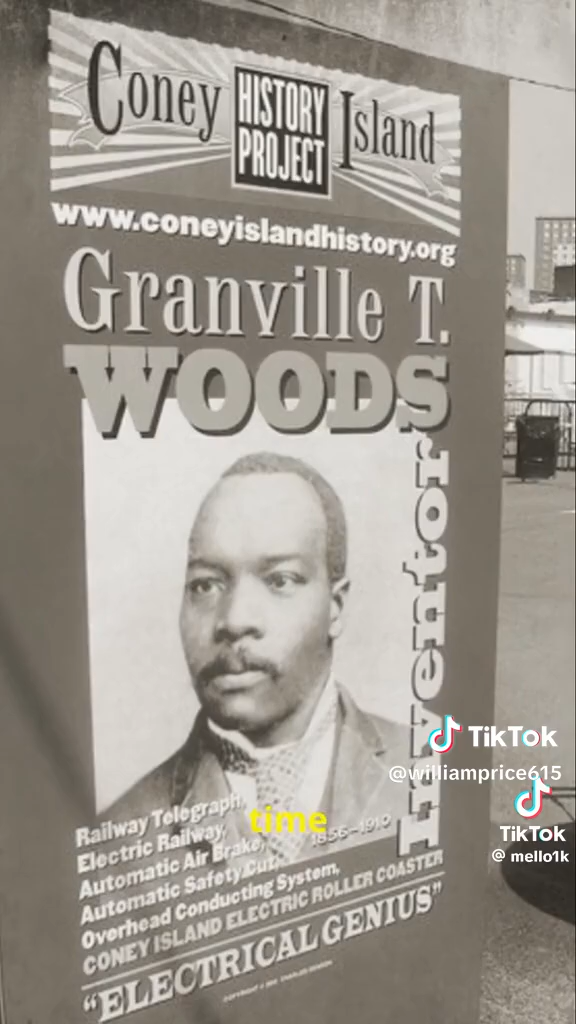 Coney HISTORY PROJECT Island
www.coneyislandhistory.org
Granville T.
WOODS
Inventor
Railway Telegraph,
Electric Railway,
Automatic Air Brake,
Automatic Safety Cut,
Overhead Conducting System,
CONEY ISLAND ELECTRIC ROLLER COASTER
"ELECTRICAL GENIUS"
1856-1910
time
TikTok
@williamprice615
TikTok
@ mello1k